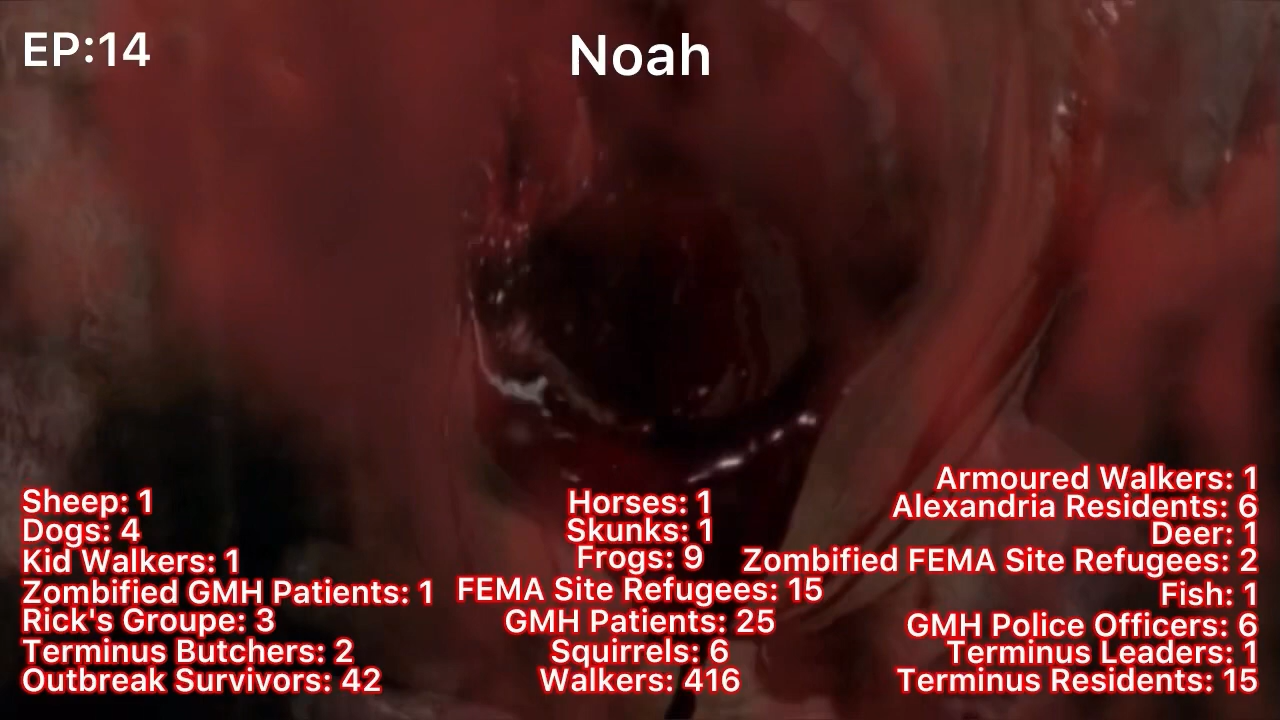 EP:14
Noah
Sheep: 1
Dogs: 4
Kid Walkers: 1
Zombified GMH Patients: 1
Rick's Groupe: 3
Terminus Butchers: 2
Outbreak Survivors: 42
Horses: 1
Skunks: 1
Frogs: 9
FEMA Site Refugees: 15
GMH Patients: 25
Squirrels: 6
Walkers: 416
Armoured Walkers: 1
Alexandria Residents: 6
Deer: 1
Zombified FEMA Site Refugees: 2
Fish: 1
GMH Police Officers: 6
Terminus Leaders: 1
Terminus Residents: 15